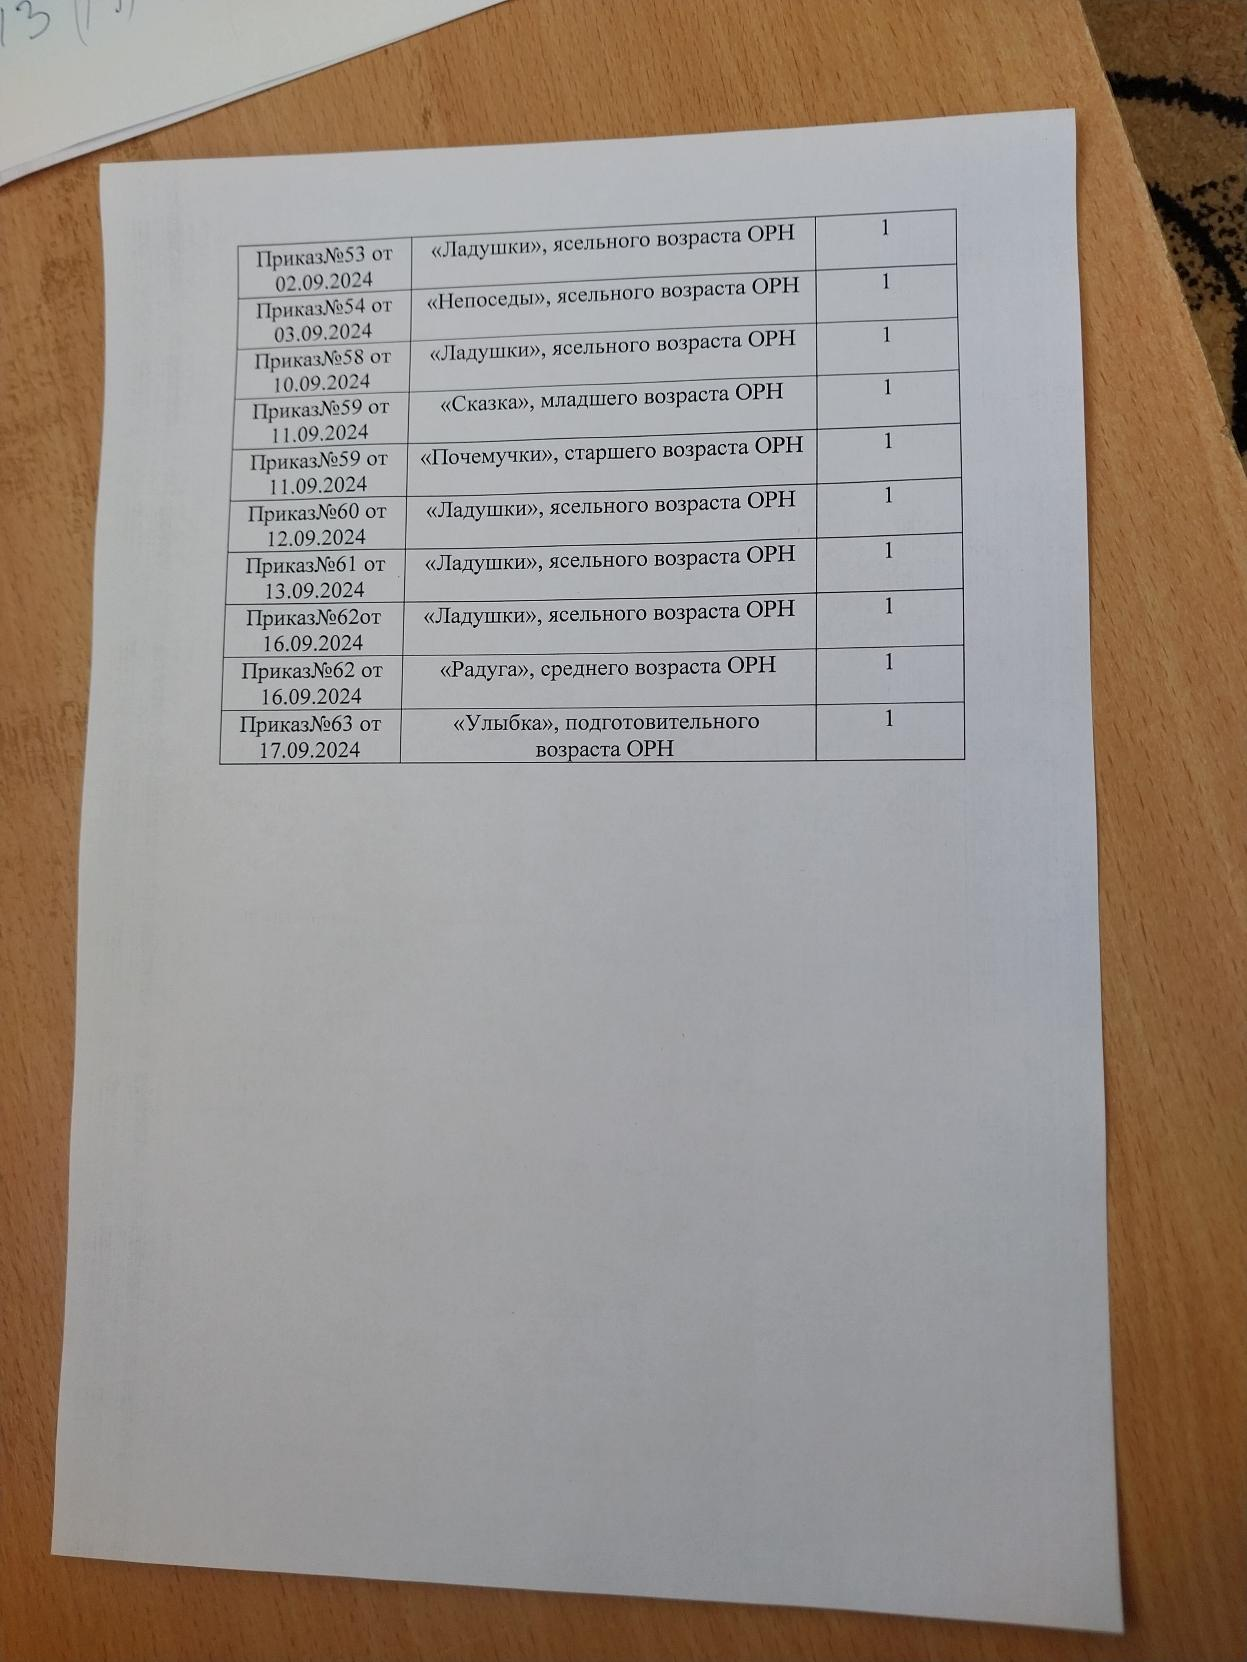 13
Приказ№53 от
02.09.2024
«Ладушки», ясельного возраста ОРН
1
Приказ№54 от
03.09.2024
«Непоседы», ясельного возраста ОРН
1
Приказ№58 от
10.09.2024
«Ладушки», ясельного возраста ОРН
1
Приказ№59 от
11.09.2024
«Сказка», младшего возраста ОРН
1
Приказ№59 от
11.09.2024
«Почемучки», старшего возраста ОРН
1
Приказ№60 от
12.09.2024
«Ладушки», ясельного возраста ОРН
1
Приказ№61 от
13.09.2024
«Ладушки», ясельного возраста ОРН
1
Приказ№62от
16.09.2024
«Ладушки», ясельного возраста ОРН
1
Приказ№62 от
16.09.2024
«Радуга», среднего возраста ОРН
1
Приказ№63 от
17.09.2024
«Улыбка», подготовительного
возраста ОРН
1